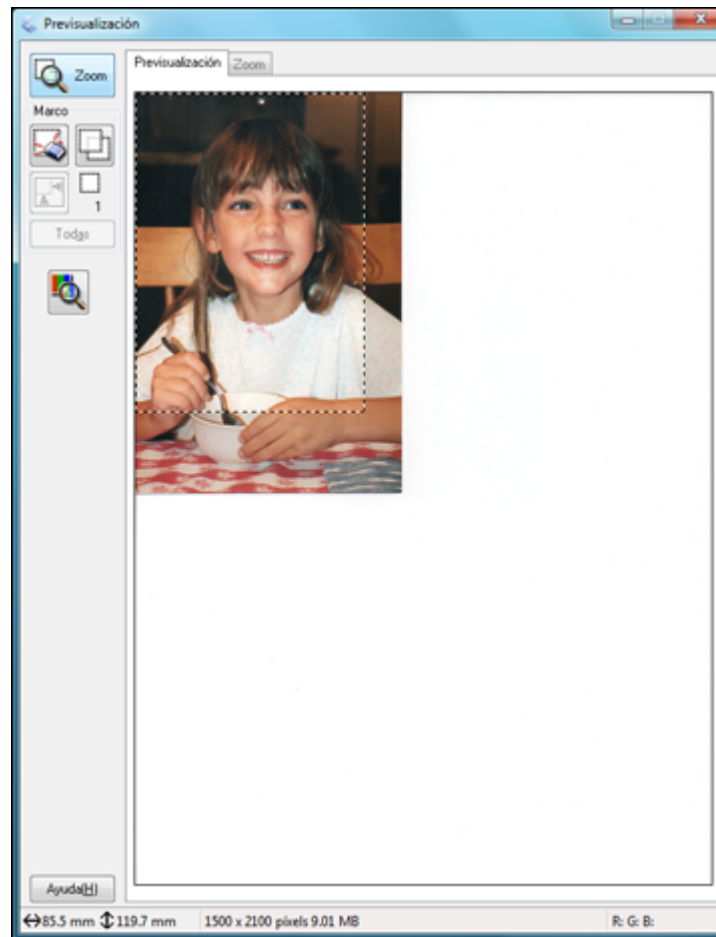 Previsualización
Zoom
Previsualización
Zoom
Marco
1
Todas
Ayuda(H)
85.5 mm 119.7 mm 1500 x 2100 pixels 9.01 MB R: G: B: